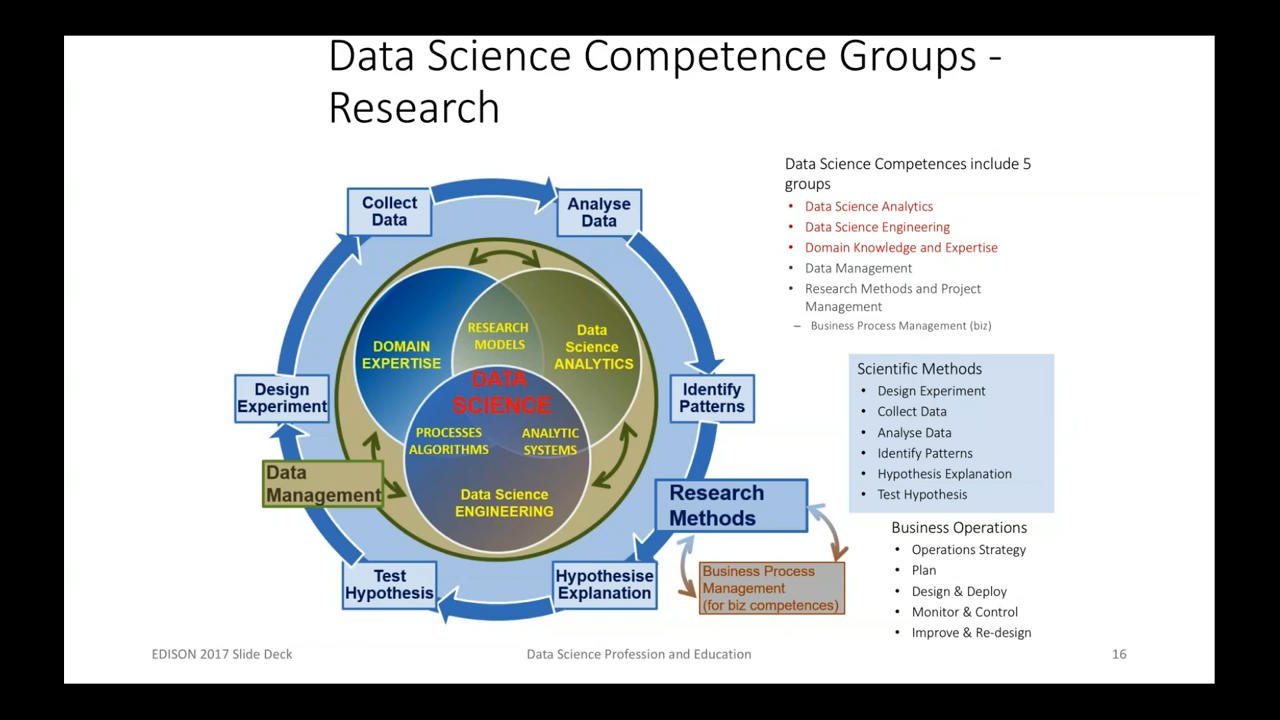 Data Science Competence Groups -
Research
Collect
Data
Analyse
Data
Design
Experiment
Identify
Patterns
Test
Hypothesis
Hypothesise
Explanation
DOMAIN
EXPERTISE
RESEARCH
MODELS
Data
Science
ANALYTICS
DATA
SCIENCE
PROCESSES
ALGORITHMS
ANALYTIC
SYSTEMS
Data Science
ENGINEERING
Data
Management
Research
Methods
Business Process
Management
(for biz competences)
Data Science Competences include 5
groups
• Data Science Analytics
• Data Science Engineering
• Domain Knowledge and Expertise
• Data Management
• Research Methods and Project
Management
– Business Process Management (biz)
Scientific Methods
• Design Experiment
• Collect Data
• Analyse Data
• Identify Patterns
• Hypothesis Explanation
• Test Hypothesis
Business Operations
• Operations Strategy
• Plan
• Design & Deploy
• Monitor & Control
• Improve & Re-design
EDISON 2017 Slide Deck
Data Science Profession and Education
16